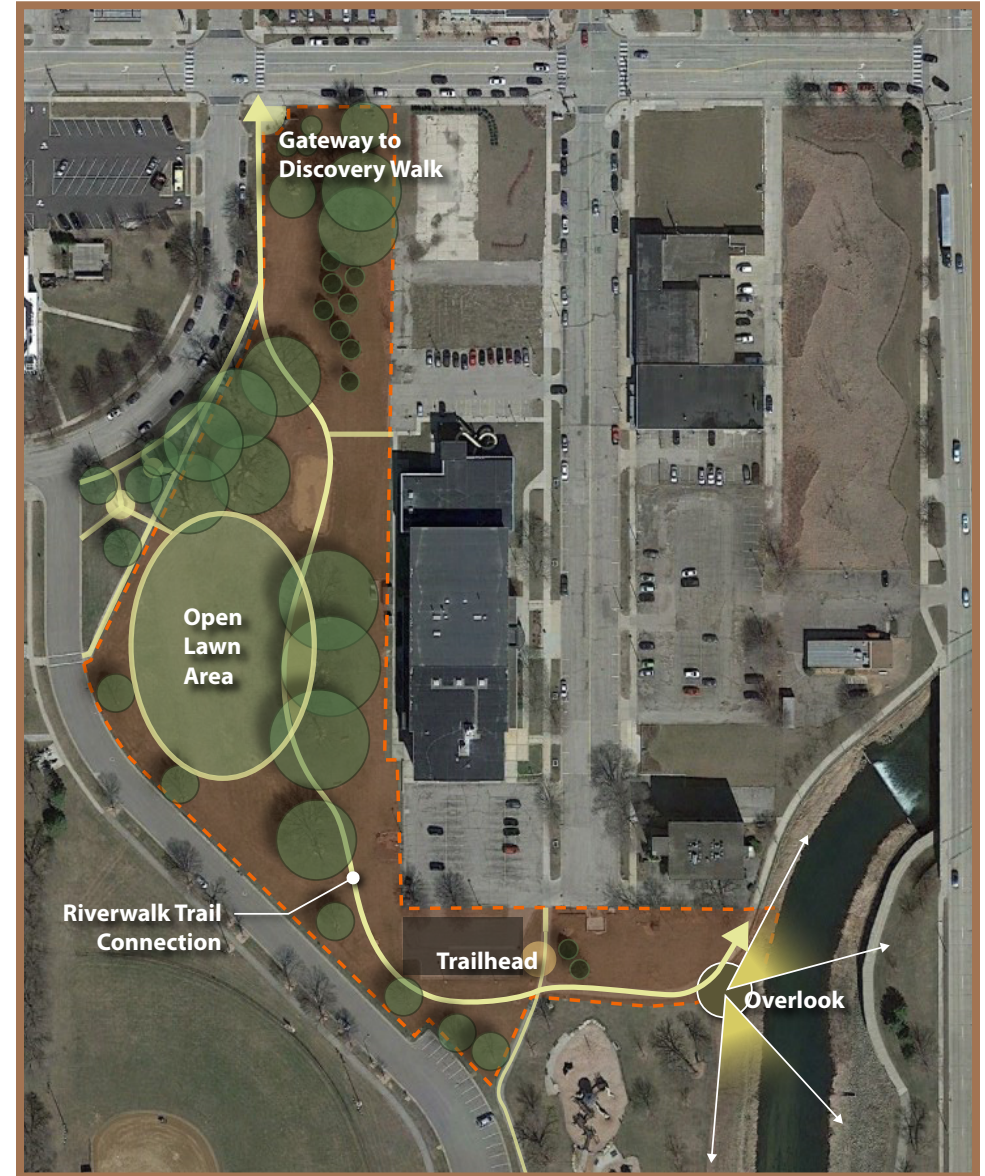 Gateway to
Discovery Walk
Open
Lawn
Area
Riverwalk Trail
Connection
Trailhead
Overlook